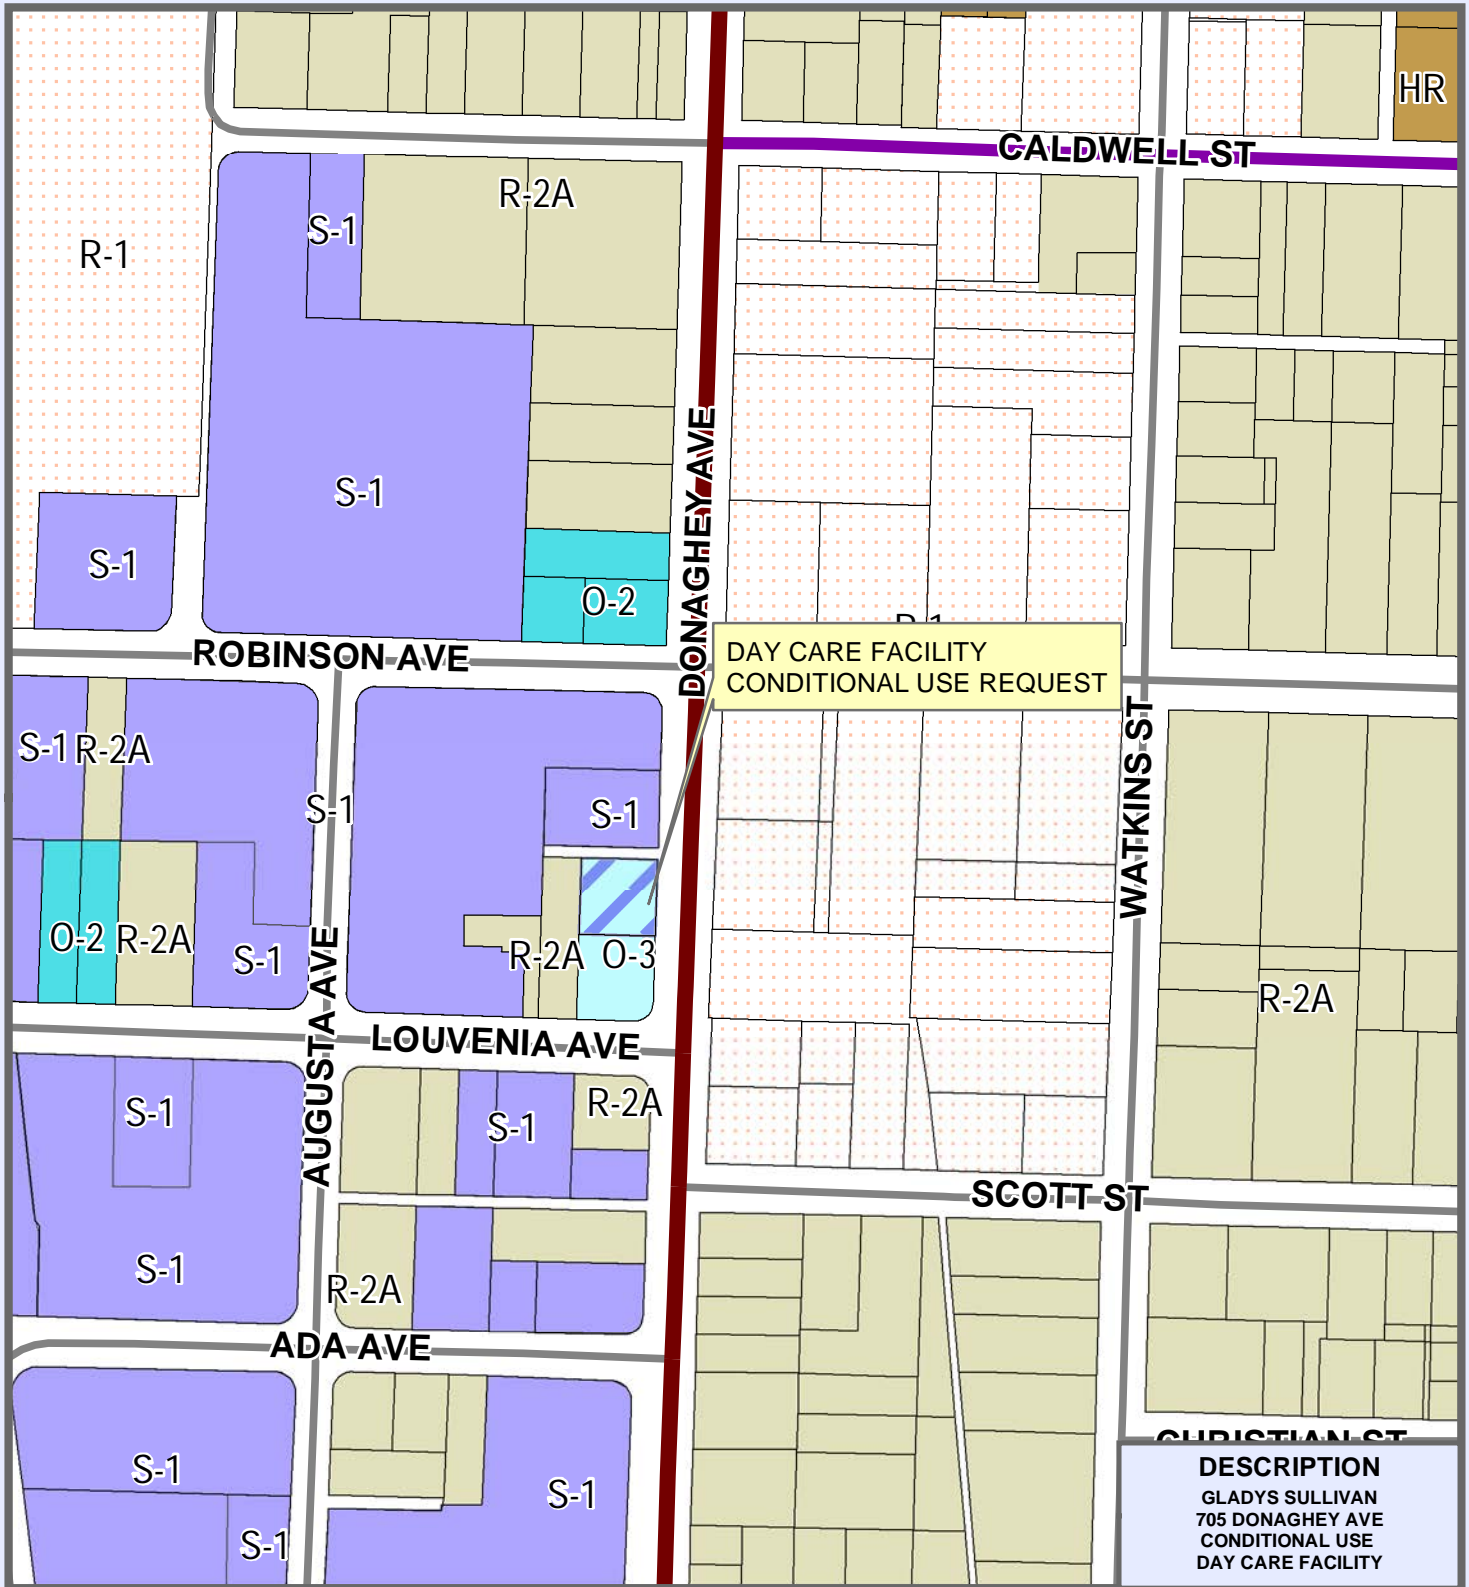 HR
CALDWELL ST
R-2A
S-1
R-1
DONAGHEY AVE
S-1
S-1
O-2
R-1
ROBINSON AVE
DAY CARE FACILITY
CONDITIONAL USE REQUEST
S-1 R-2A
S-1
S-1
WATKINS ST
O-2 R-2A
S-1
R-2A O-3
R-2A
AUGUSTA AVE
LOUVENIA AVE
S-1
S-1
R-2A
SCOTT ST
S-1
R-2A
ADA AVE
S-1
S-1
S-1
CHRISTIAN ST
DESCRIPTION
GLADYS SULLIVAN
705 DONAGHEY AVE
CONDITIONAL USE
DAY CARE FACILITY